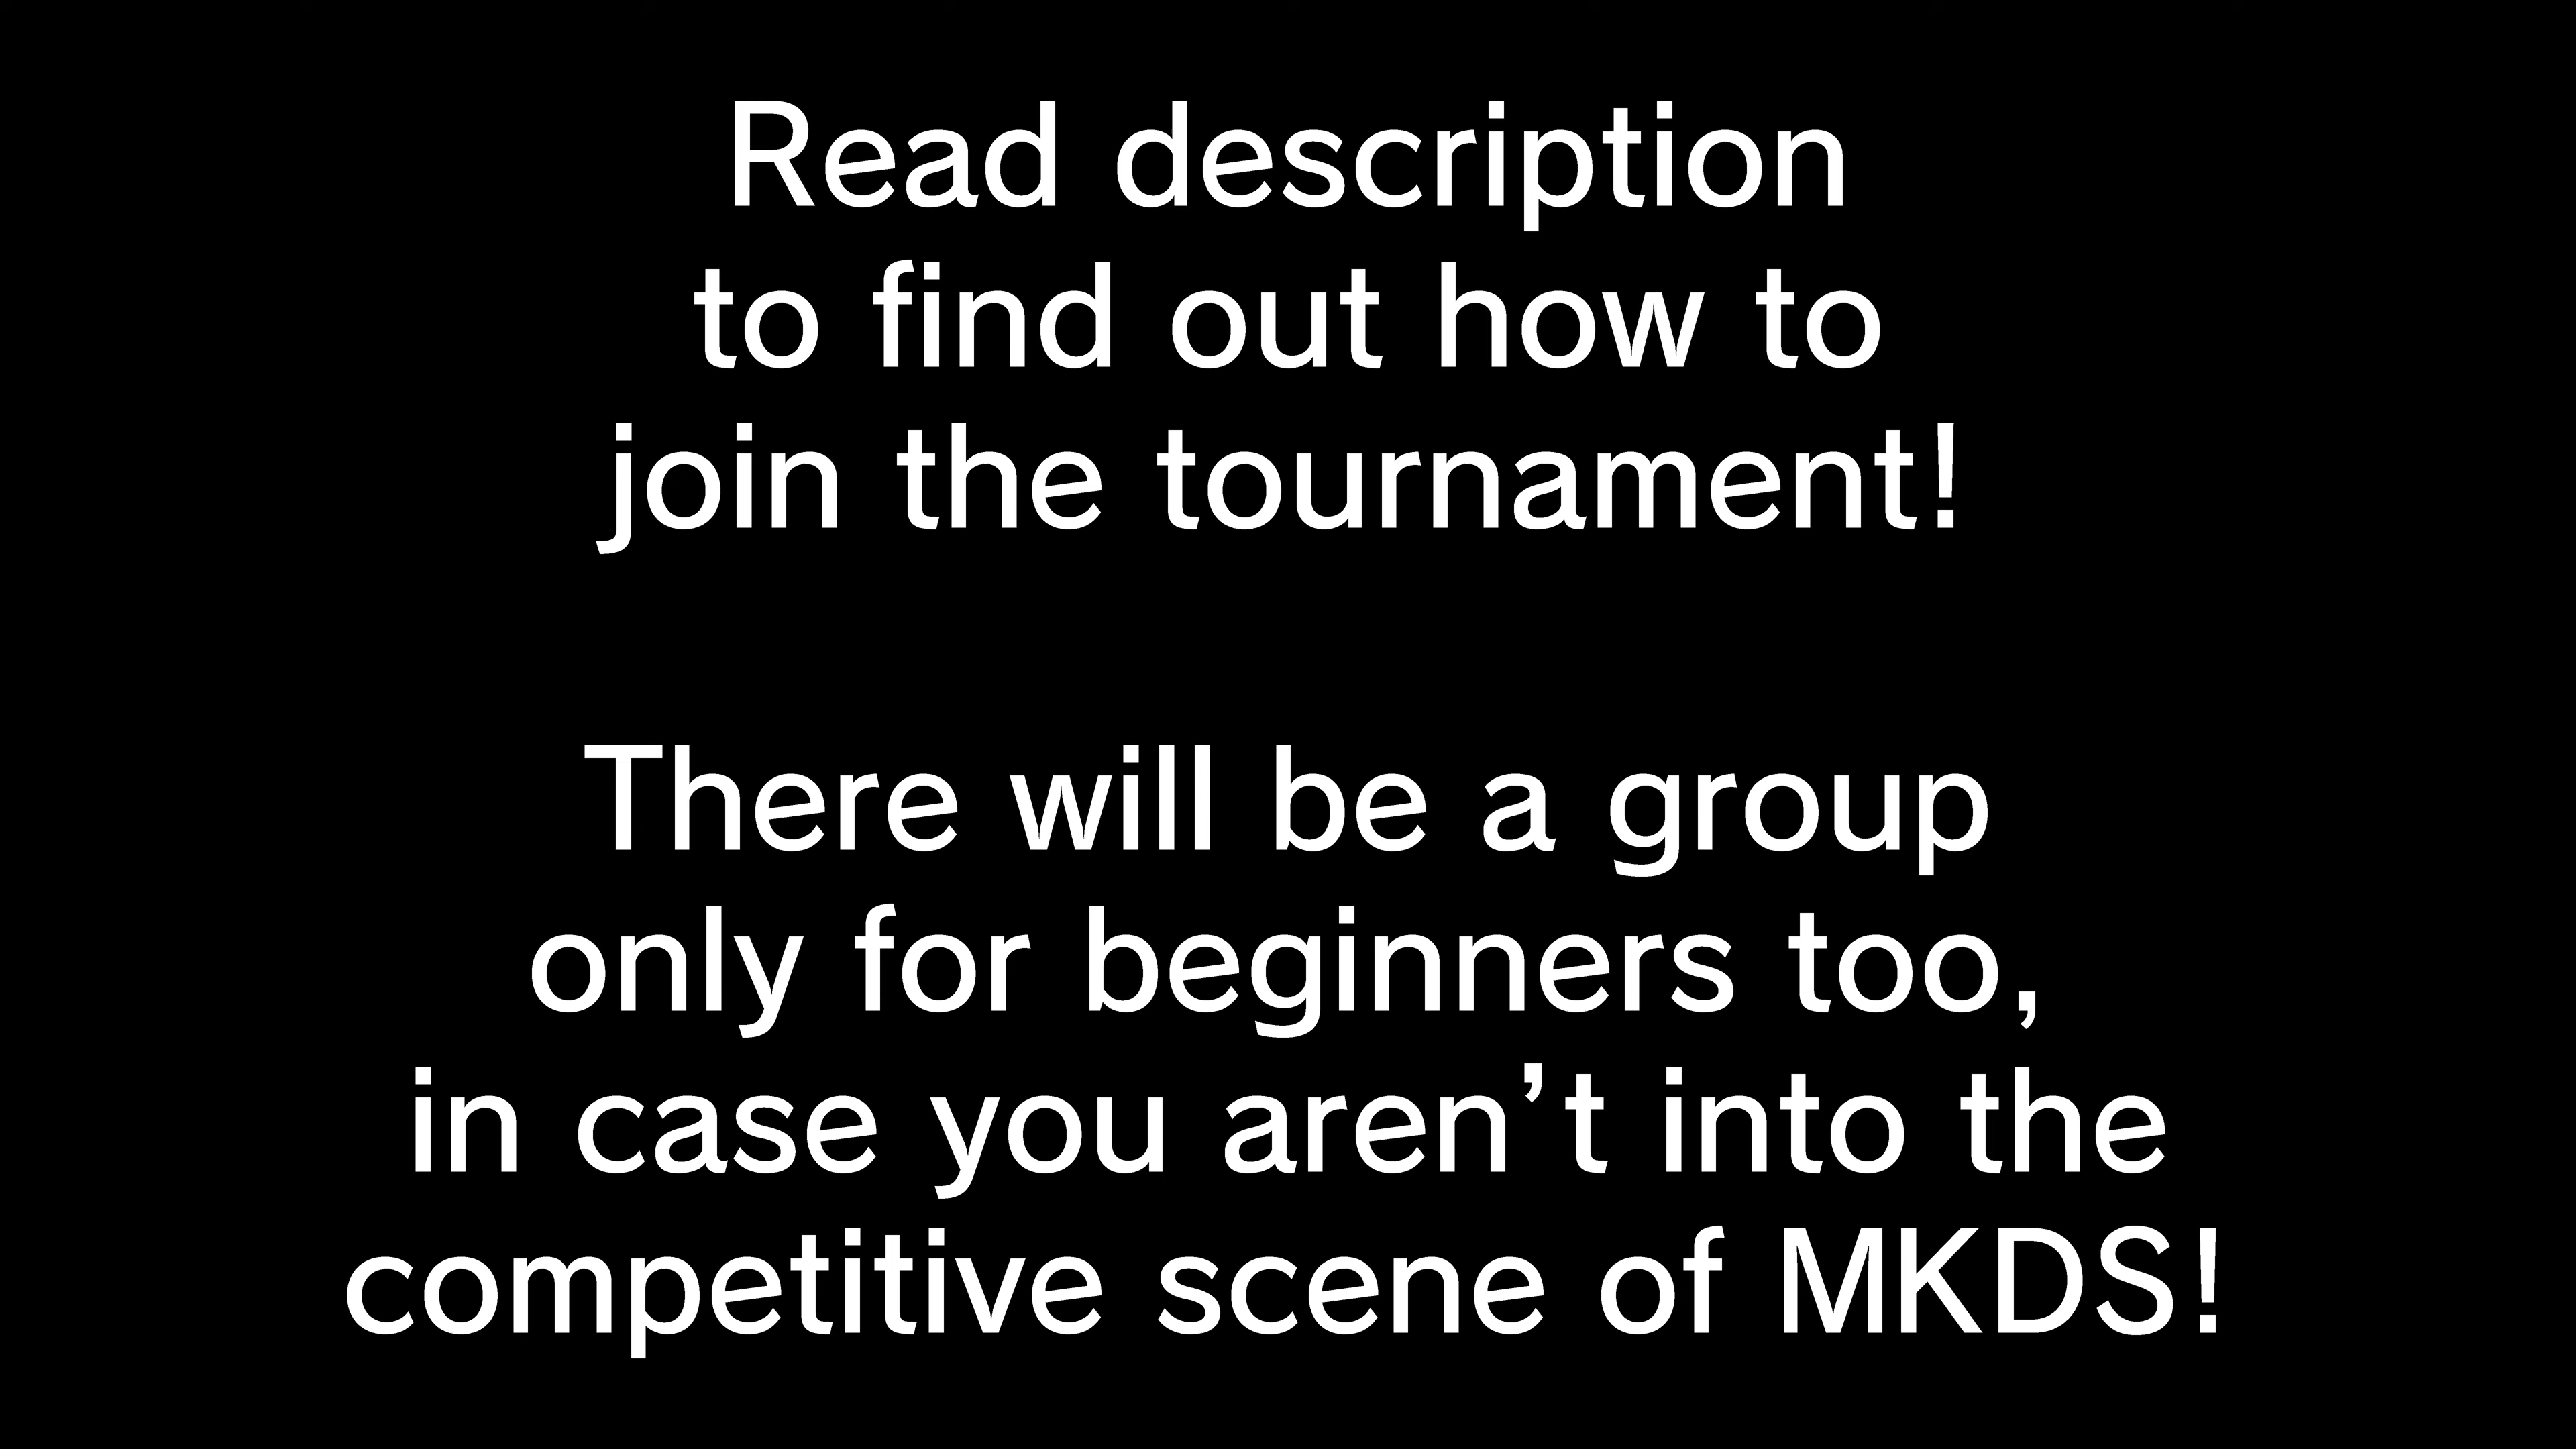 Read description
to find out how to
join the tournament!
There will be a group
only for beginners too,
in case you aren’t into the
competitive scene of MKDS!